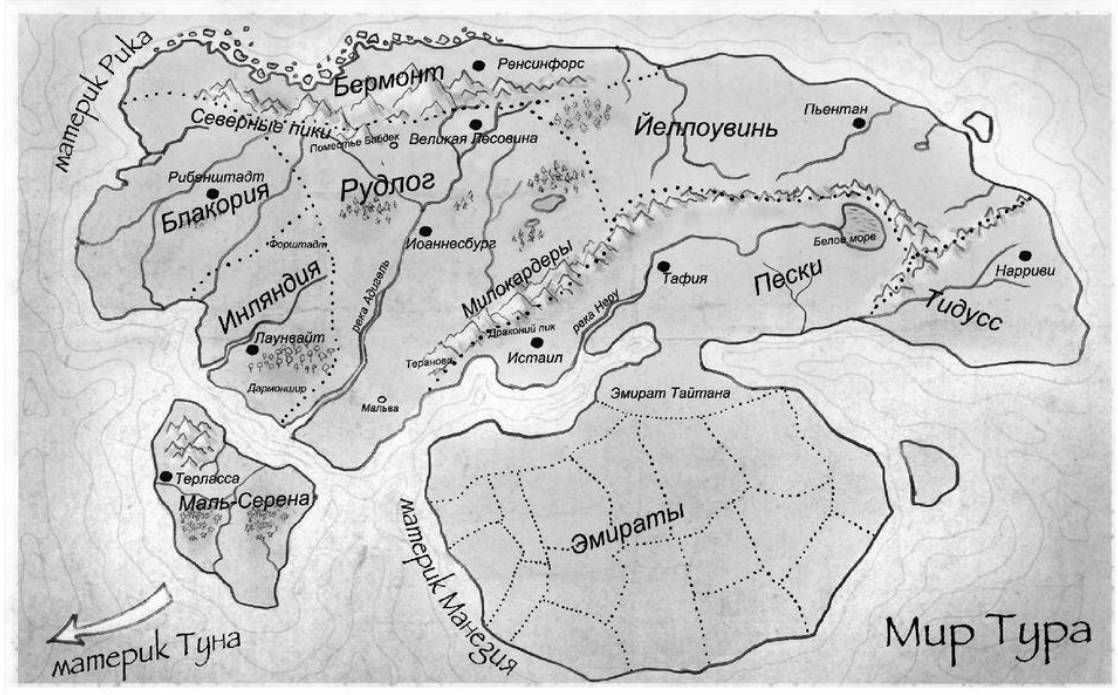 материк Рика
Бермонт
Ренсинфорс
Северные пики
Поместье Байдек
Великая Лесовина
Йеллоувинь
Пьентан
Рибенштадт
Блакория
Рудлог
Форштадт
Иоаннесбург
Белое море
Нарриви
Милокардеры
Тафия
Пески
Тидусс
Инляндия
река Адигель
река Неру
Лаунвайт
Драконий пик
Истаил
Теранови
Дармоншир
Мальва
Эмират Тайтана
Терласса
Маль-Серена
материк Манезия
Эмираты
материк Туна
Мир Тура